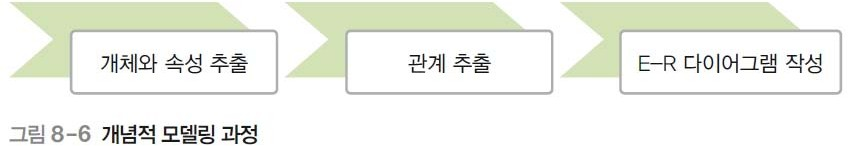 개체와 속성 추출
관계 추출
E-R 다이어그램 작성
그림 8-6 개념적 모델링 과정